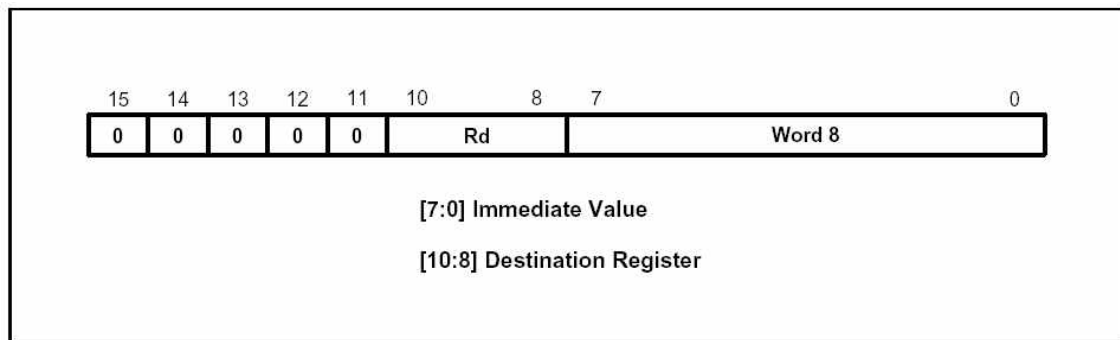 15 14 13 12 11 10 8 7 0
0 0 0 0 0 Rd Word 8
[7:0] Immediate Value
[10:8] Destination Register